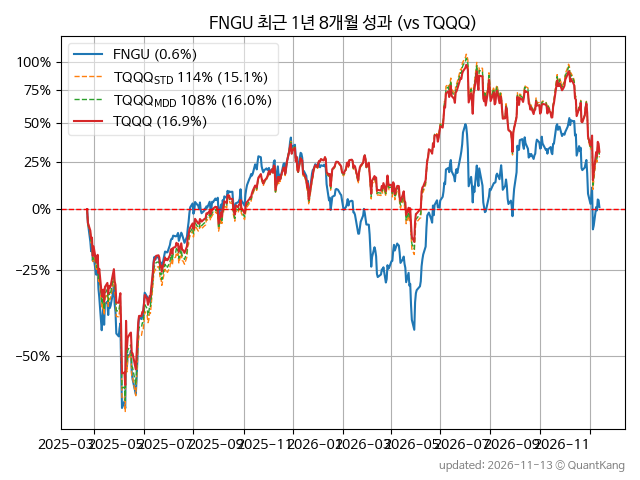 FNGU 최근 1년 8개월 성과 (vs TQQQ)
FNGU (0.6%)
TQQQSTD 114% (15.1%)
TQQQMDD 108% (16.0%)
TQQQ (16.9%)
100%
75%
50%
25%
0%
−25%
−50%
2025-03 2025-05 2025-07 2025-09 2025-11 2026-01 2026-03 2026-05 2026-07 2026-09 2026-11
updated: 2026-11-13 © QuantKang